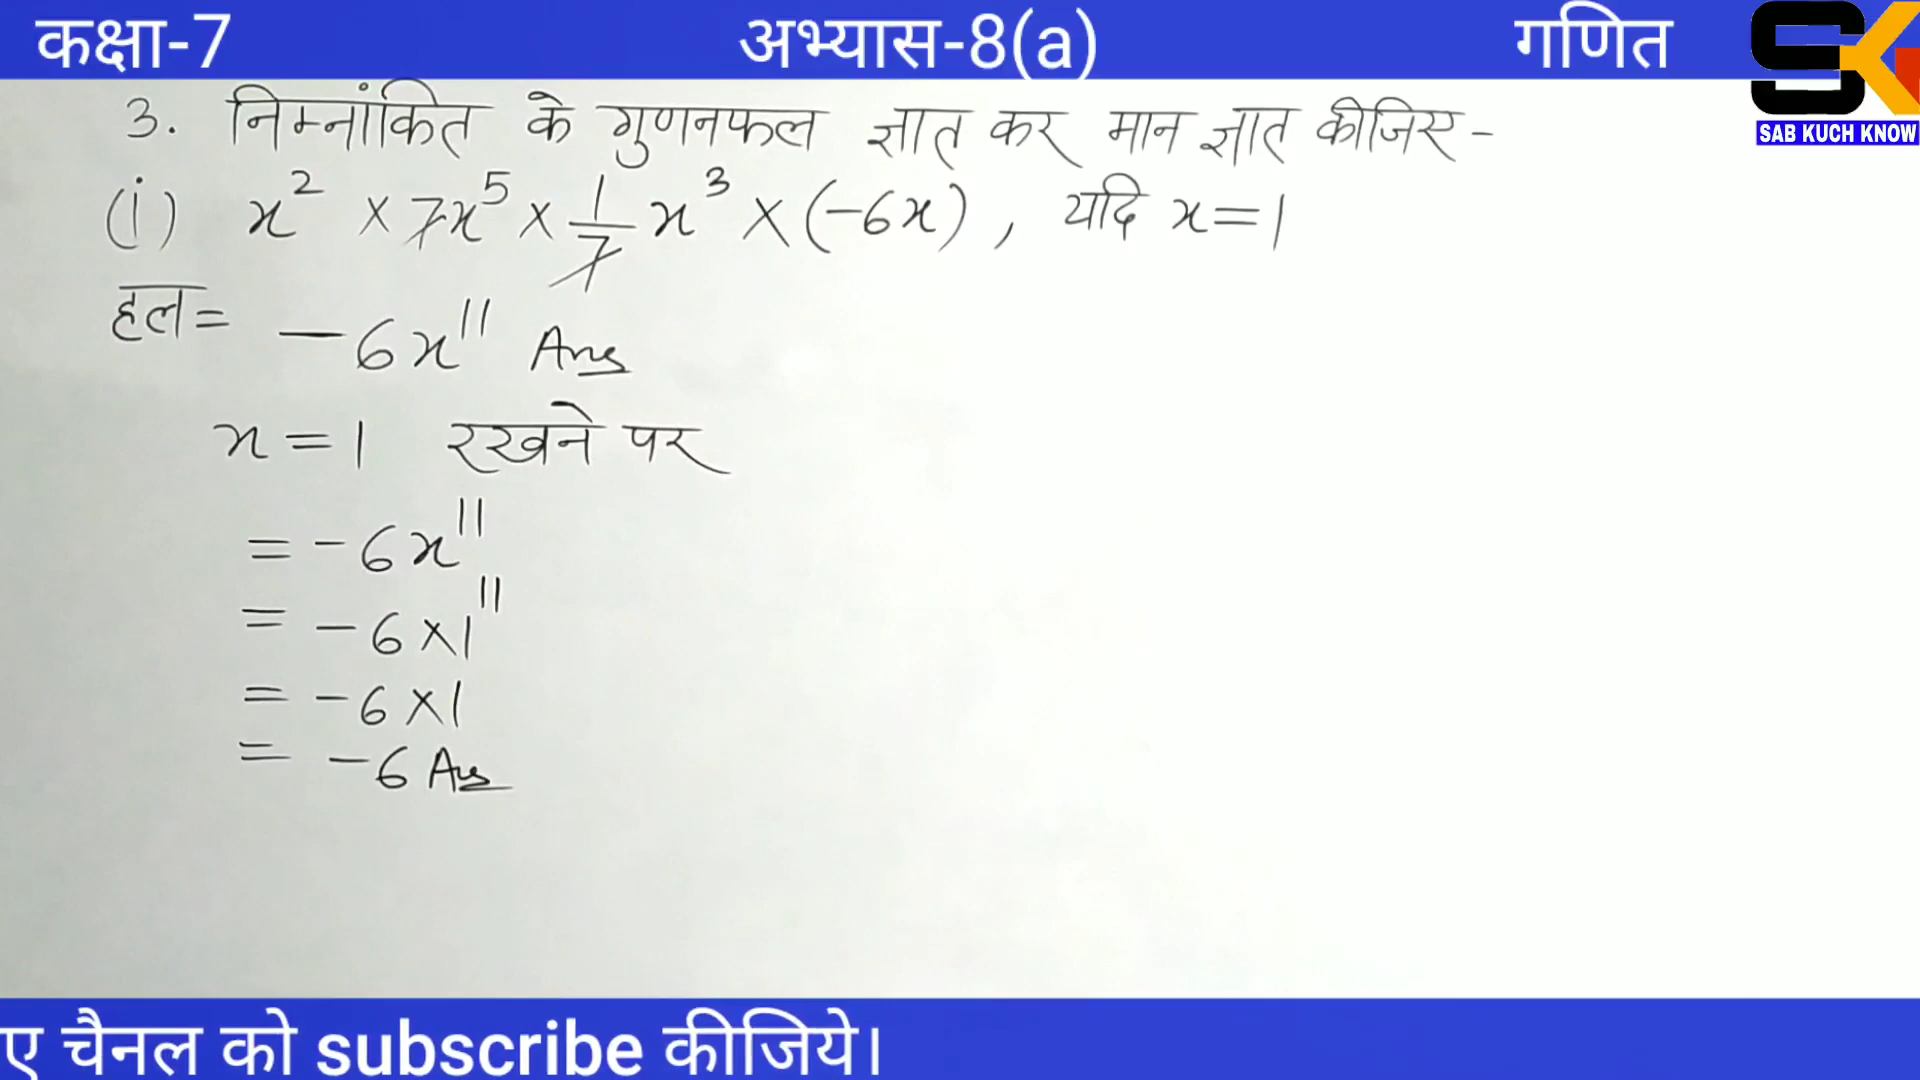 कक्षा-7 अभ्यास-8(a) गणित
SK
SAB KUCH KNOW
3. निम्नांकित के गुणनफल ज्ञात कर मान ज्ञात कीजिए-
(i) x² × 7x⁵ × 1/7 x³ × (-6x), यदि x=1
हल= -6x¹¹ Ans
x = 1 रखने पर
= -6x¹¹
= -6×1¹¹
= -6×1
= -6 Ans
ए चैनल को subscribe कीजिये।